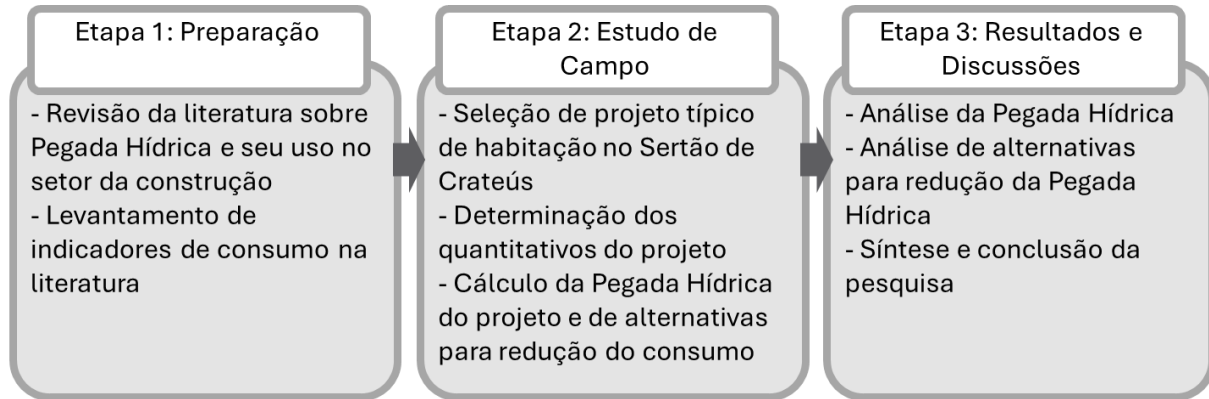 Etapa 1: Preparação
- Revisão da literatura sobre
Pegada Hídrica e seu uso no
setor da construção
- Levantamento de
indicadores de consumo na
literatura
Etapa 2: Estudo de
Campo
- Seleção de projeto típico
de habitação no Sertão de
Crateús
- Determinação dos
quantitativos do projeto
- Cálculo da Pegada Hídrica
do projeto e de alternativas
para redução do consumo
Etapa 3: Resultados e
Discussões
- Análise da Pegada Hídrica
- Análise de alternativas
para redução da Pegada
Hídrica
- Síntese e conclusão da
pesquisa